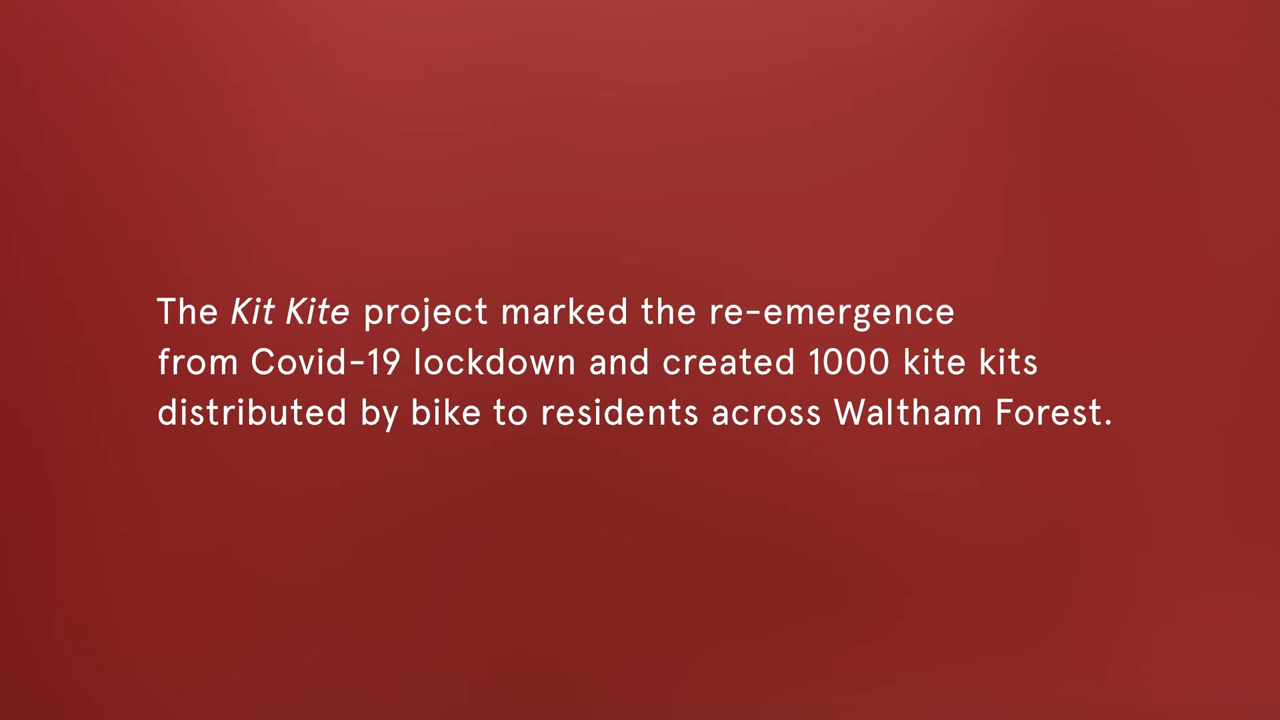 The Kit Kite project marked the re-emergence
from Covid-19 lockdown and created 1000 kite kits
distributed by bike to residents across Waltham Forest.